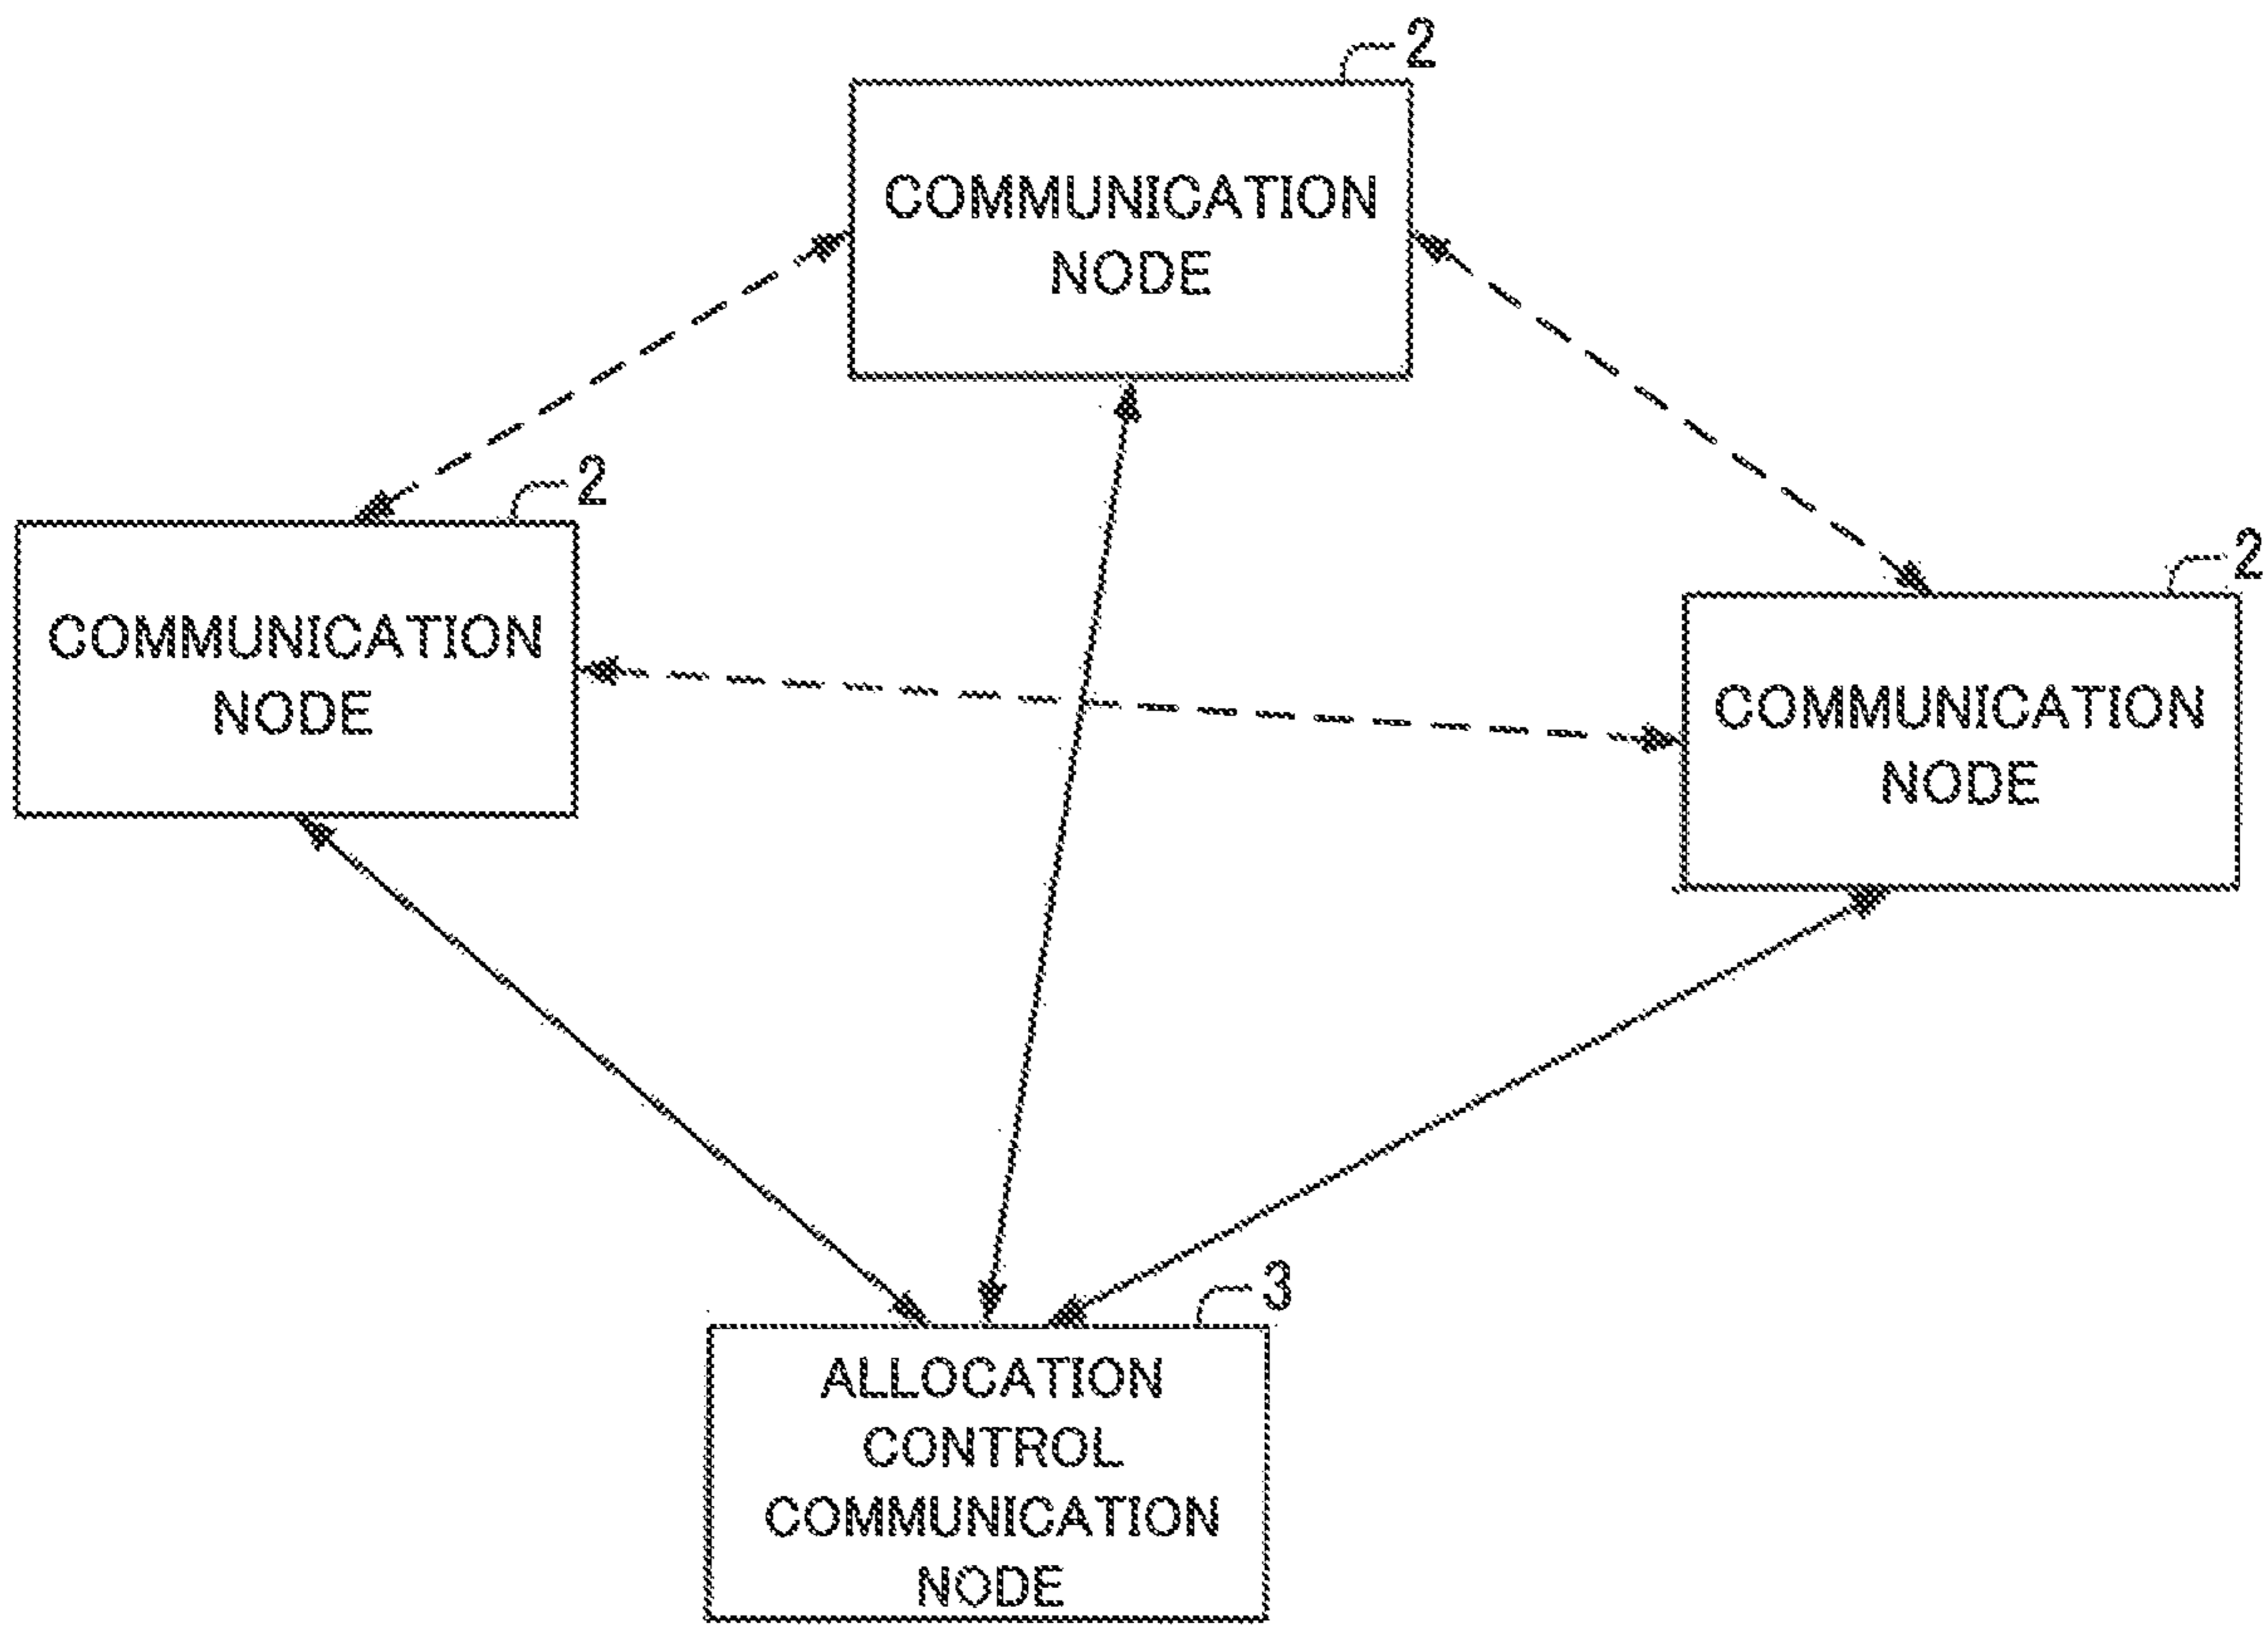 2
COMMUNICATION
NODE
2
COMMUNICATION
NODE
2
COMMUNICATION
NODE
3
ALLOCATION
CONTROL
COMMUNICATION
NODE